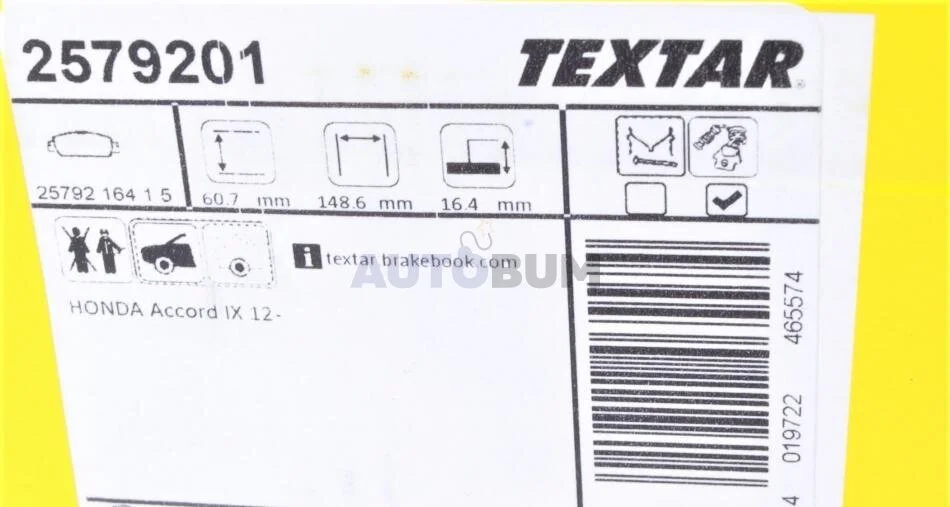 2579201
TEXTAR
25792 164 1 5
60.7 mm
148.6 mm
16.4 mm
i textar.brakebook.com
AUTOBUM
HONDA Accord IX 12-
4 019722 465574